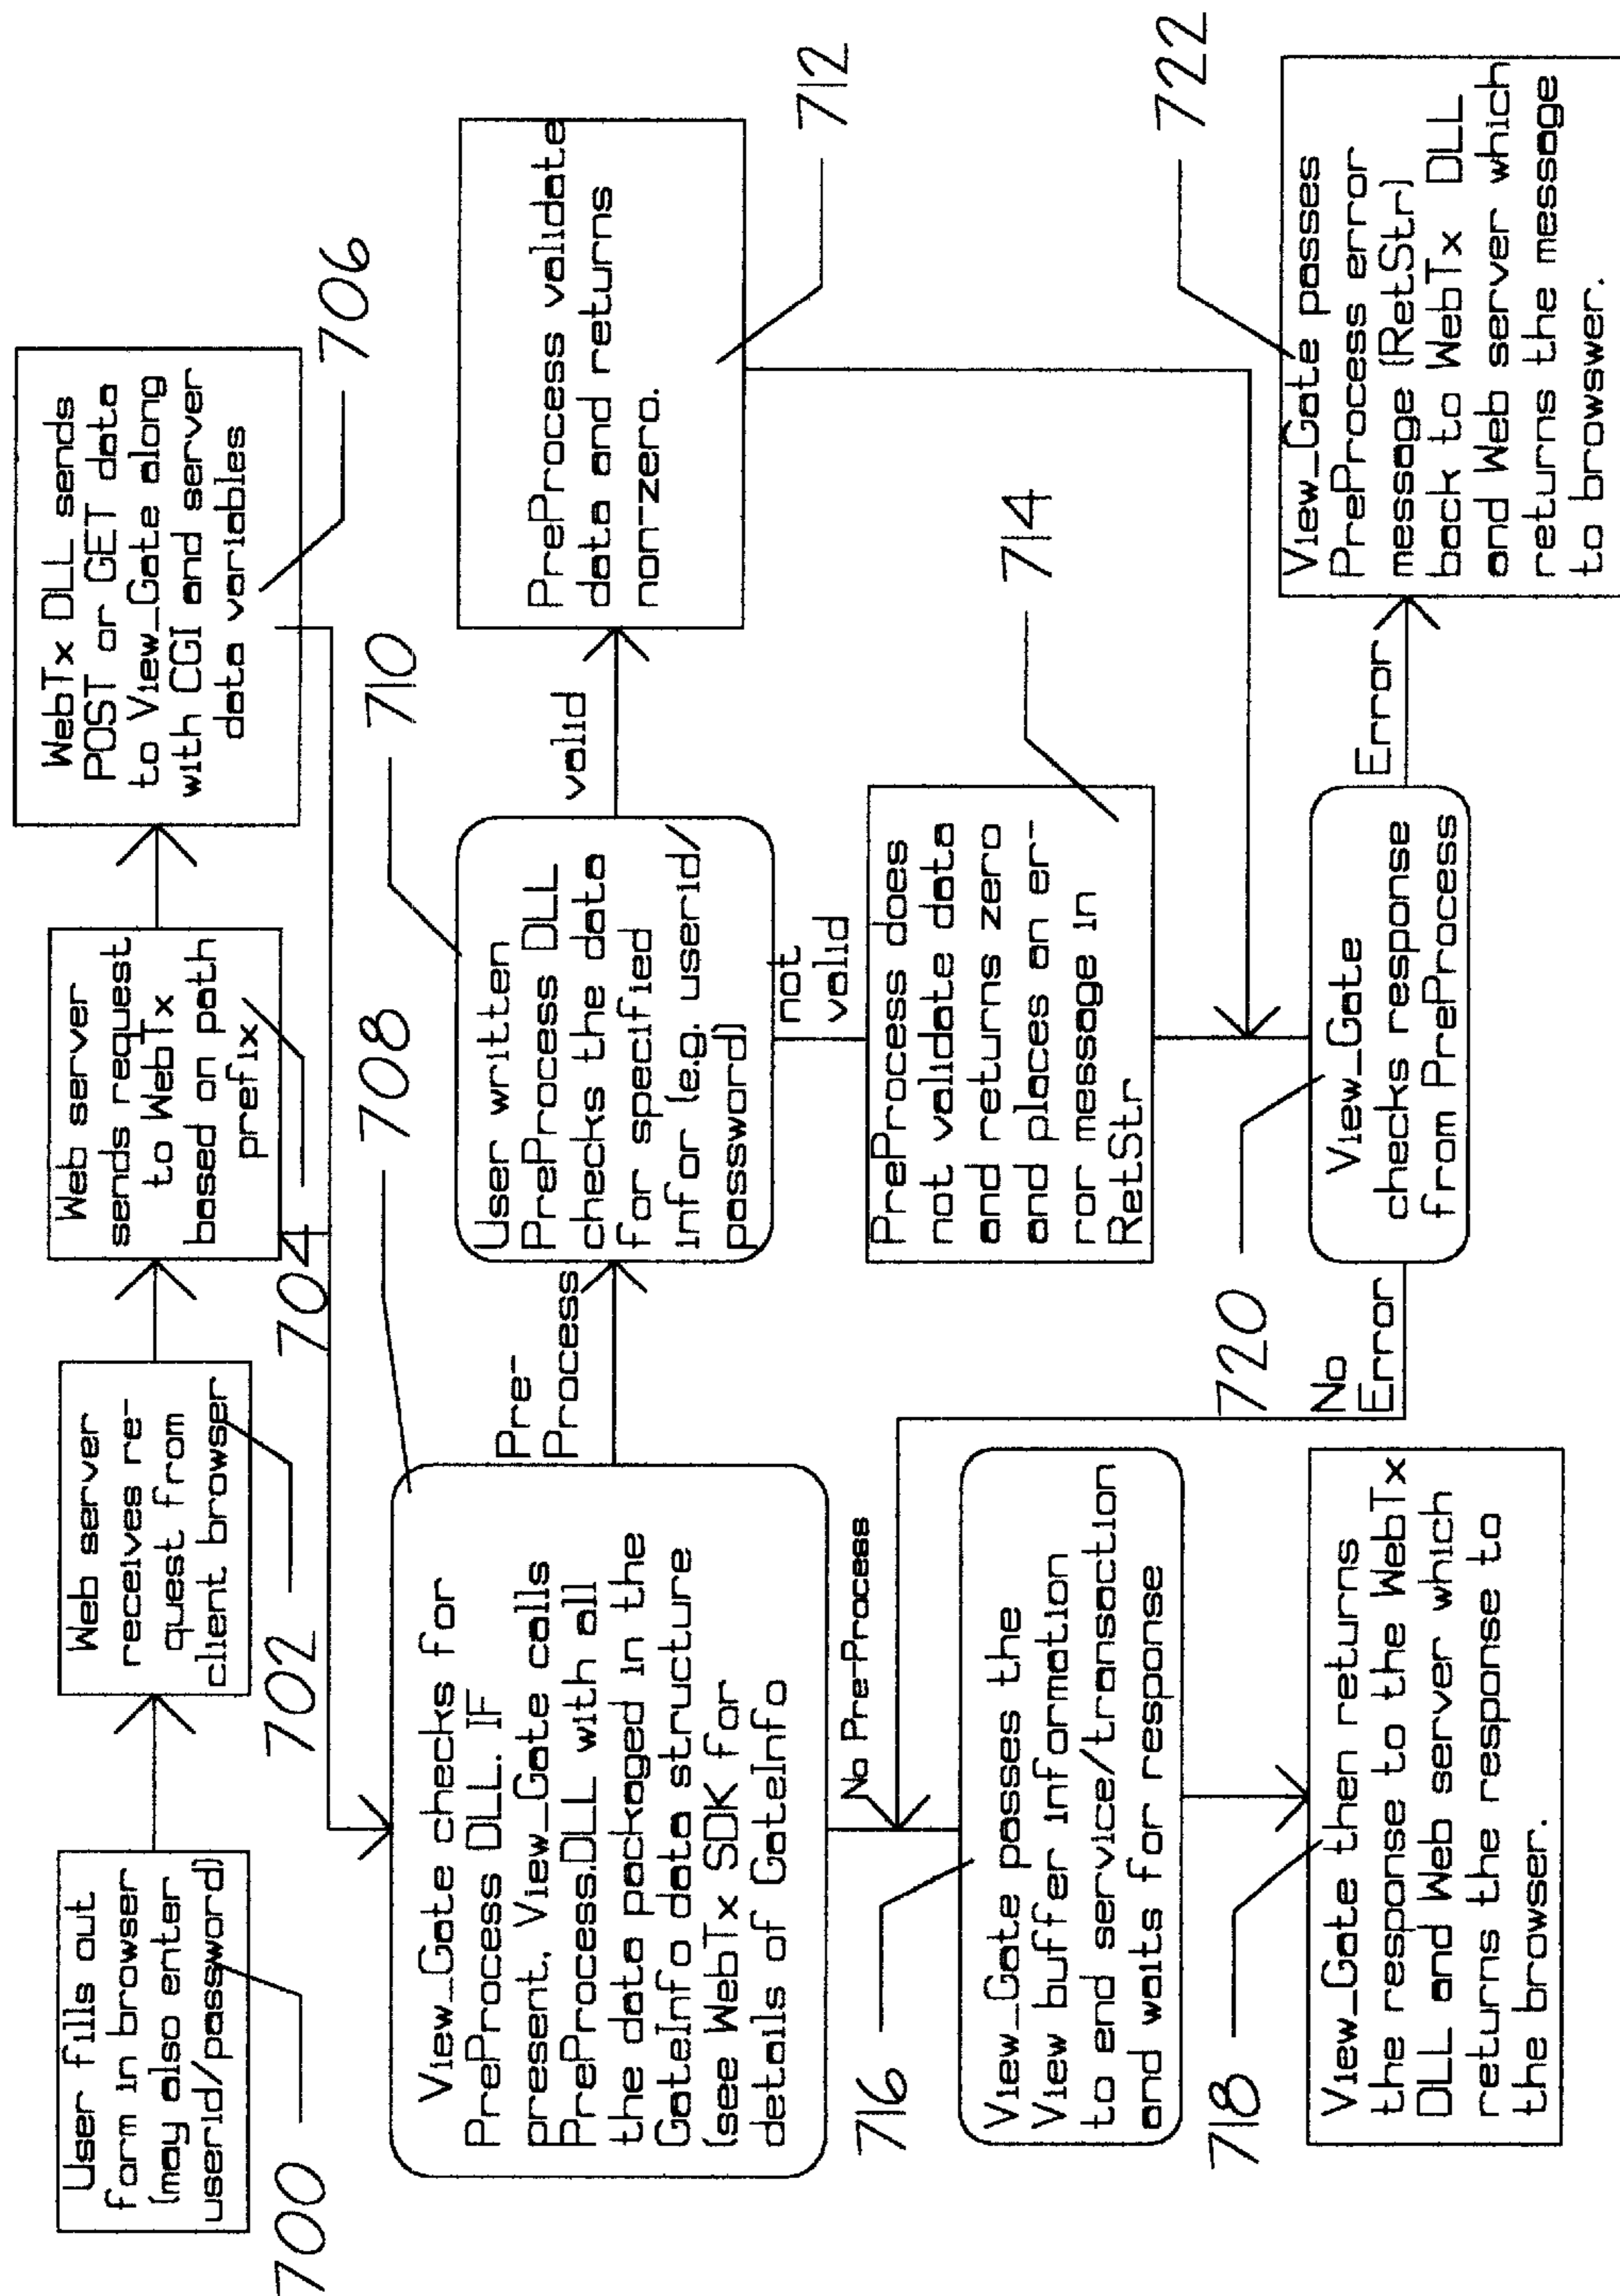 User fills out
form in browser
(may also enter
userid/password)
700
Web server
receives re-
quest from
client browser
702
Web server
sends request
to WebTx
based on path
prefix
704
WebTx DLL sends
POST or GET data
to View_Gate along
with CGI and server
data variables
706
View_Gate checks for
PreProcess DLL. IF
present, View_Gate calls
PreProcess.DLL with all
the data packaged in the
GateInfo data structure
(see WebTx SDK for
details of GateInfo
708
Pre-
Process
User written
PreProcess DLL
checks the data
for specified
infor (e.g. userid/
password)
710
valid
PreProcess validate
data and returns
nonzero.
712
not
valid
PreProcess does
not validate data
and returns zero
and places an er-
ror message in
RetStr
714
No Pre-Process
View_Gate passes the
View buffer information
to end service/transaction
and waits for response
716
View_Gate then returns
the response to the WebTx
DLL and Web server which
returns the response to
the browser.
718
No
Error
View_Gate
checks response
from PreProcess
720
Error
View_Gate passes
PreProcess error
message (RetStr)
back to WebTx DLL
and Web server which
returns the message
to browswer.
722